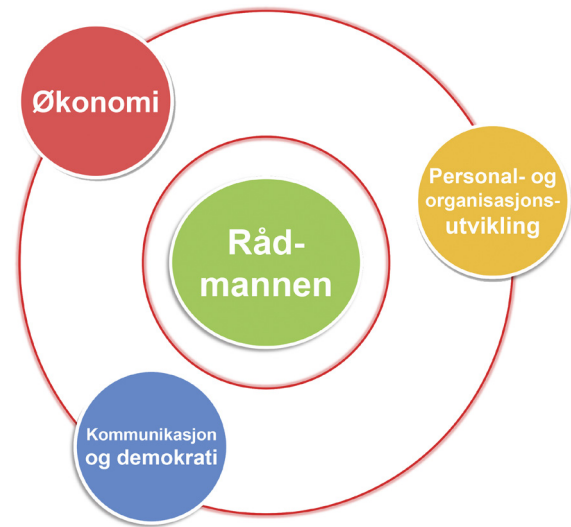 Økonomi
Personal- og
organisasjons-
utvikling
Råd-
mannen
Kommunikasjon
og demokrati